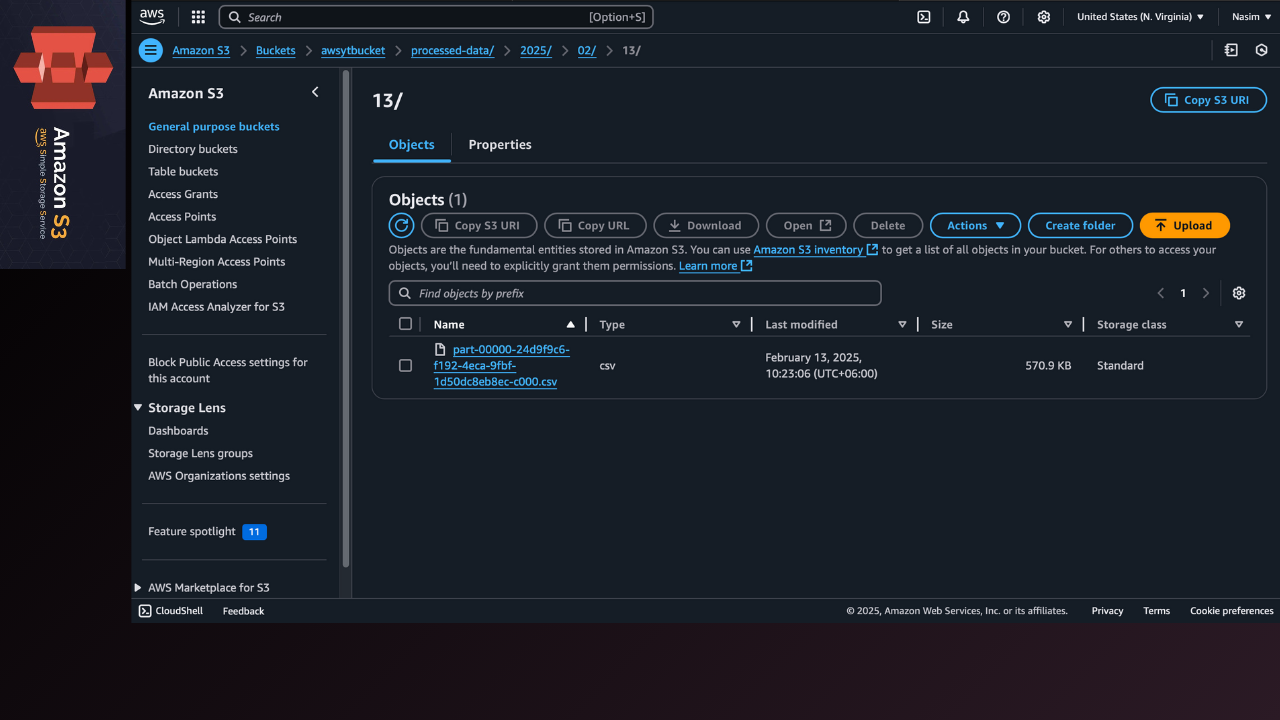 aws
Search
[Option+S]
United States (N. Virginia)
Nasim
Amazon S3
Buckets
awsytbucket
processed-data/
2025/
02/
13/
Amazon S3
aws Simple Storage Service
Amazon S3
General purpose buckets
Directory buckets
Table buckets
Access Grants
Access Points
Object Lambda Access Points
Multi-Region Access Points
Batch Operations
IAM Access Analyzer for S3
Block Public Access settings for
this account
Storage Lens
Dashboards
Storage Lens groups
AWS Organizations settings
Feature spotlight 11
AWS Marketplace for S3
13/
Copy S3 URI
Objects
Properties
Objects (1)
Copy S3 URI
Copy URL
Download
Open
Delete
Actions
Create folder
Upload
Objects are the fundamental entities stored in Amazon S3. You can use Amazon S3 inventory to get a list of all objects in your bucket. For others to access your
objects, you'll need to explicitly grant them permissions. Learn more
Find objects by prefix
1
Name
Type
Last modified
Size
Storage class
part-00000-24d9f9c6-
f192-4eca-9fbf-
1d50dc8eb8ec-c000.csv
csv
February 13, 2025,
10:23:06 (UTC+06:00)
570.9 KB
Standard
CloudShell
Feedback
© 2025, Amazon Web Services, Inc. or its affiliates.
Privacy
Terms
Cookie preferences